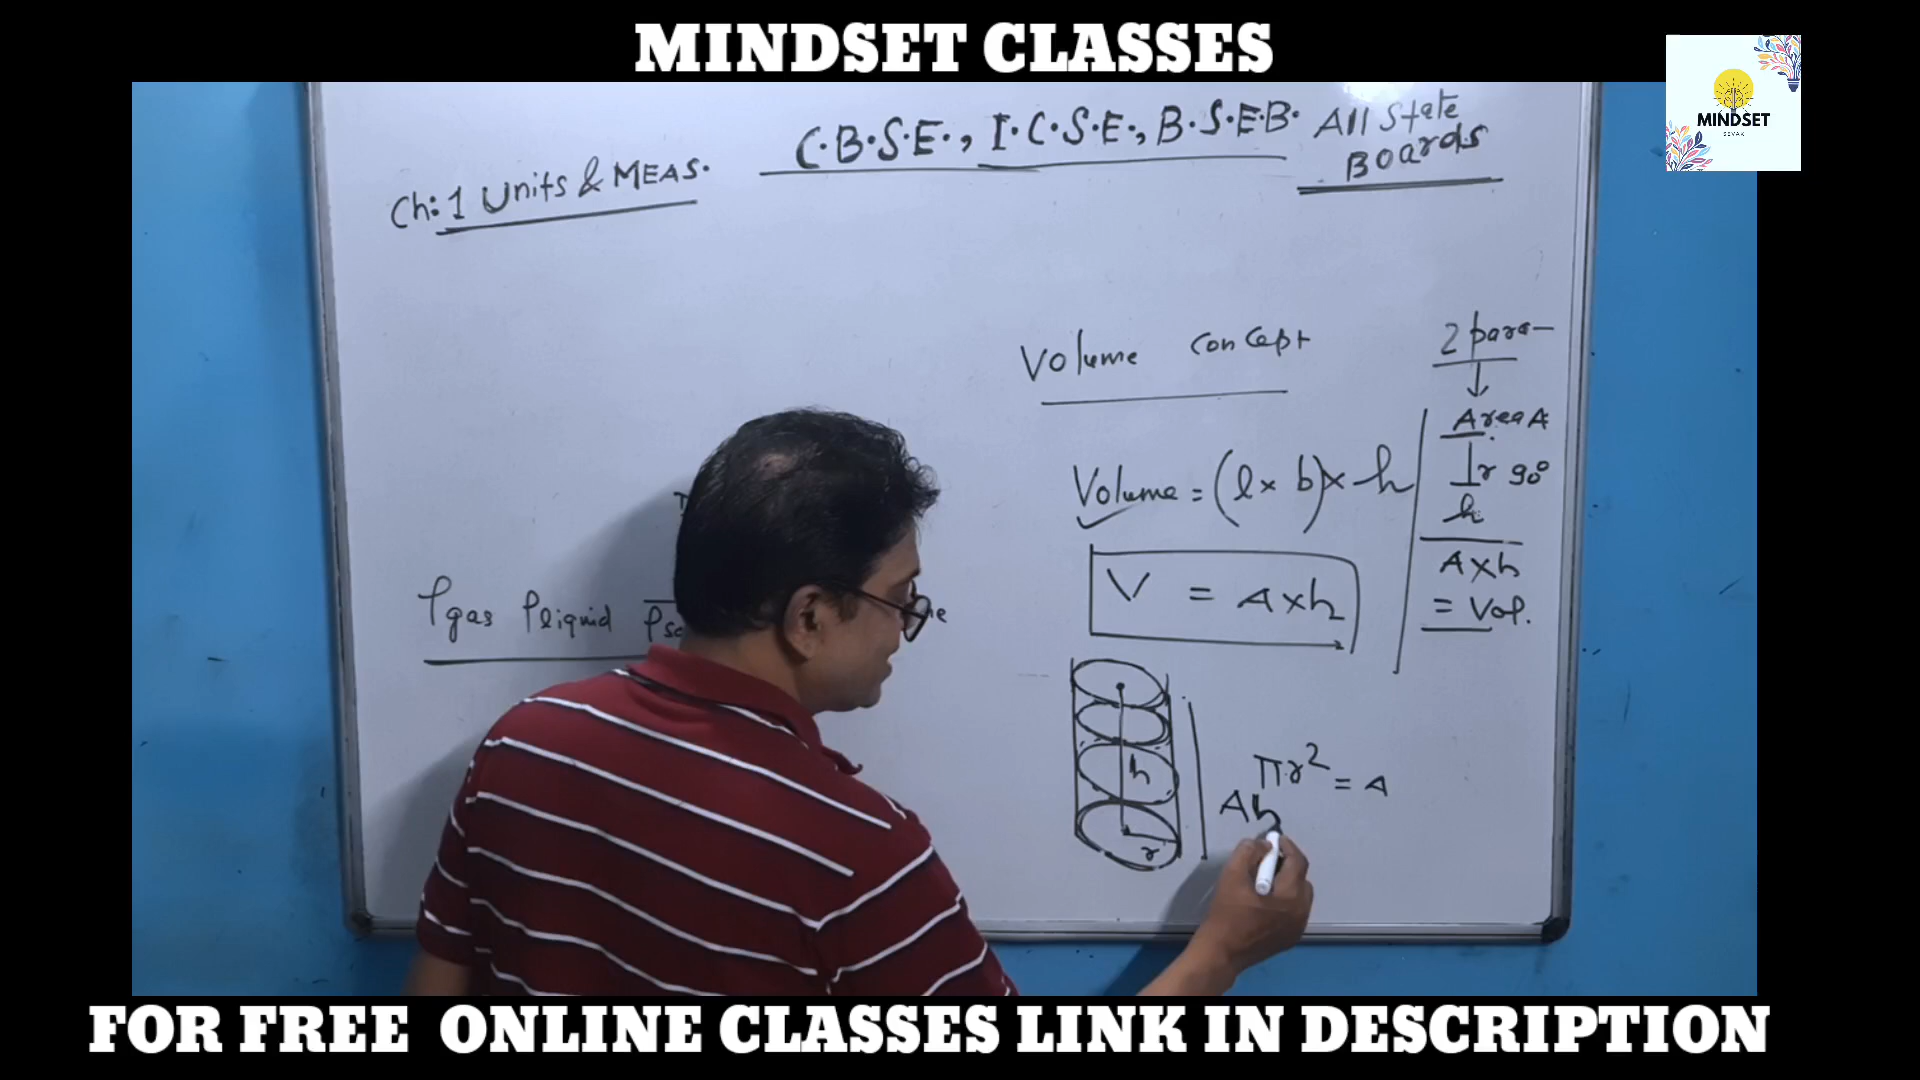 MINDSET CLASSES
MINDSET
SEVAK
C.B.S.E., I.C.S.E., B.S.E.B. All State
Boards
Ch: 1 Units & MEAS.
Volume concept
Volume = (l × b) × h
V = A×h
2 para-
↓
Area A
⊥r 90°
h
A×h
= Vol.
ρgas ρliquid
h
r
πr² = A
Ah
FOR FREE ONLINE CLASSES LINK IN DESCRIPTION